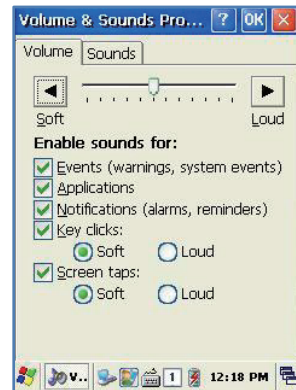 Volume & Sounds Pro... ? OK ×
Volume Sounds
Soft Loud
Enable sounds for:
Events (warnings, system events)
Applications
Notifications (alarms, reminders)
Key clicks:
Soft Loud
Screen taps:
Soft Loud
V.. 1 12:18 PM